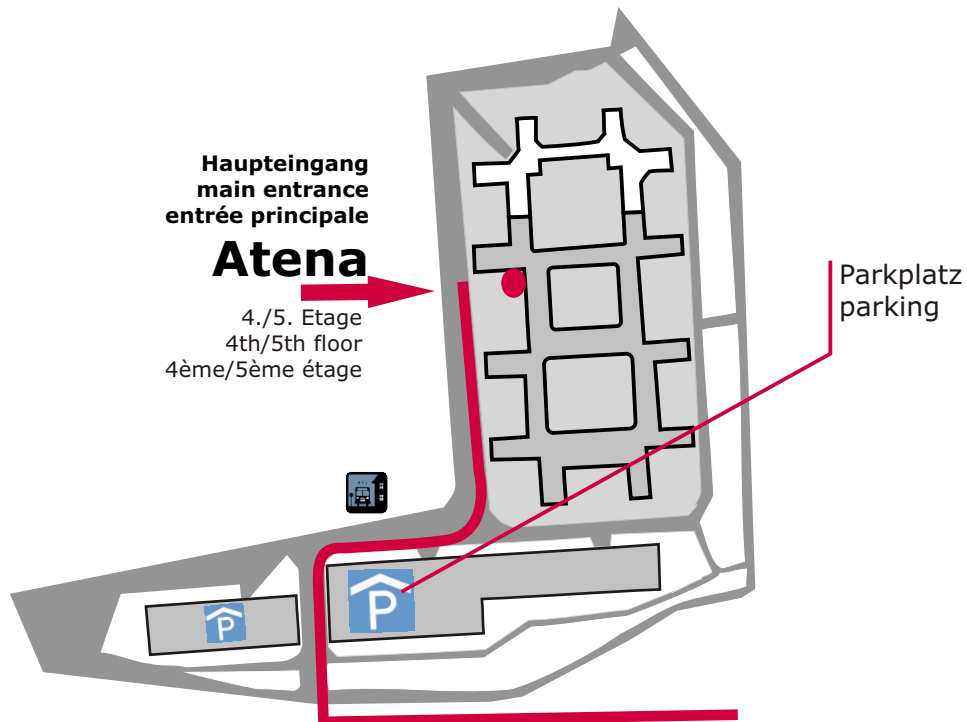 Haupteingang
main entrance
entrée principale
Atena
4./5. Etage
4th/5th floor
4ème/5ème étage
Parkplatz
parking
P
P